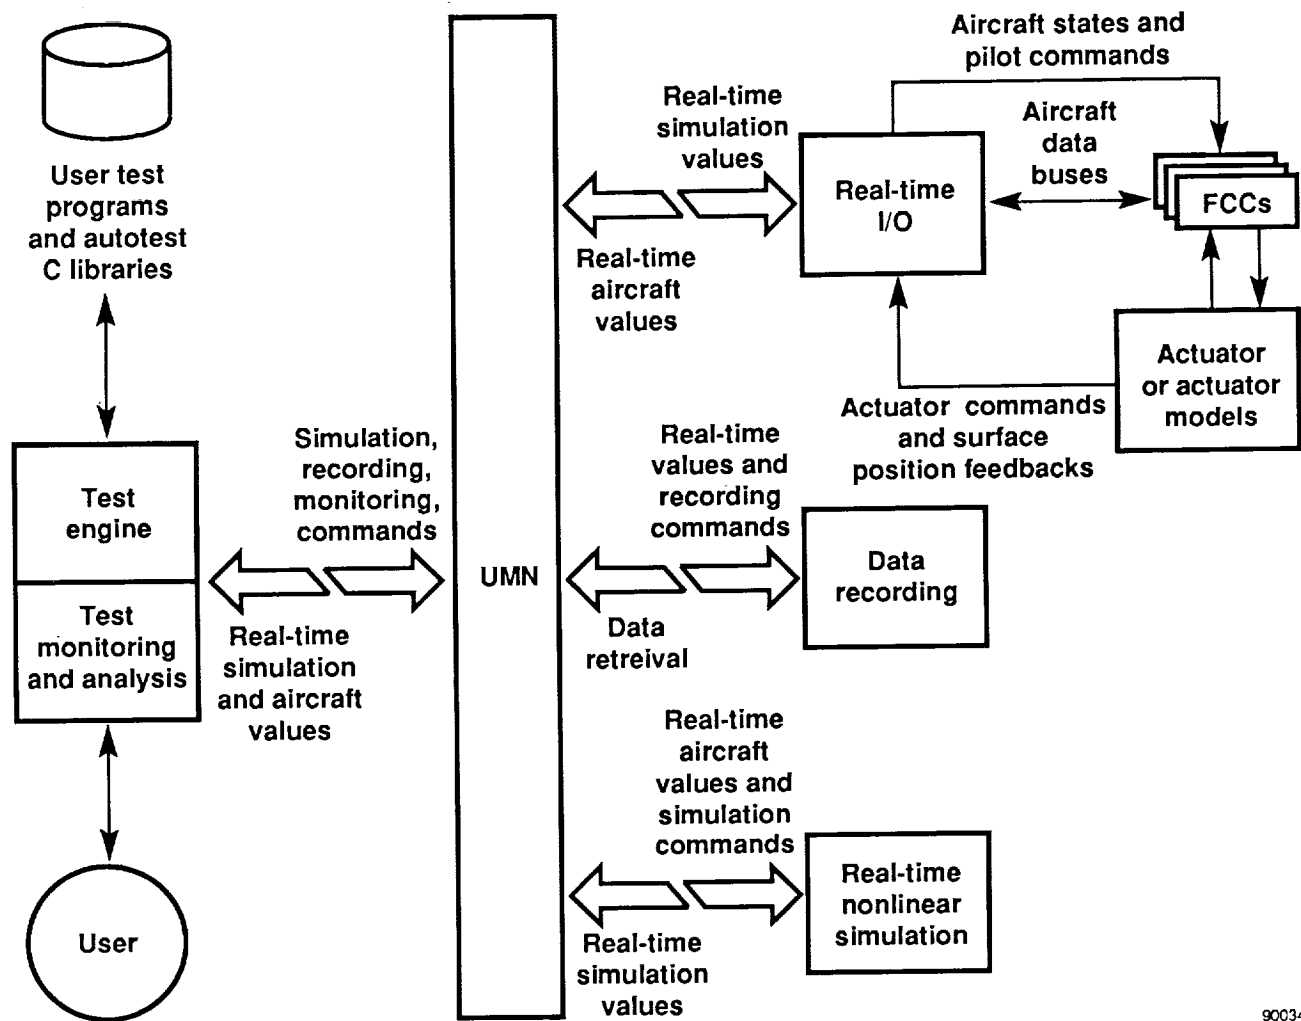 User test
programs
and autotest
C libraries
Test
engine
Test
monitoring
and analysis
User
Simulation,
recording,
monitoring,
commands
Real-time
simulation
and aircraft
values
UMN
Real-time
simulation
values
Real-time
aircraft
values
Real-time
I/O
Aircraft states and
pilot commands
Aircraft
data
buses
FCCs
Actuator
or actuator
models
Actuator commands
and surface
position feedbacks
Real-time
values and
recording
commands
Data
retreival
Data
recording
Real-time
aircraft
values and
simulation
commands
Real-time
simulation
values
Real-time
nonlinear
simulation
90034